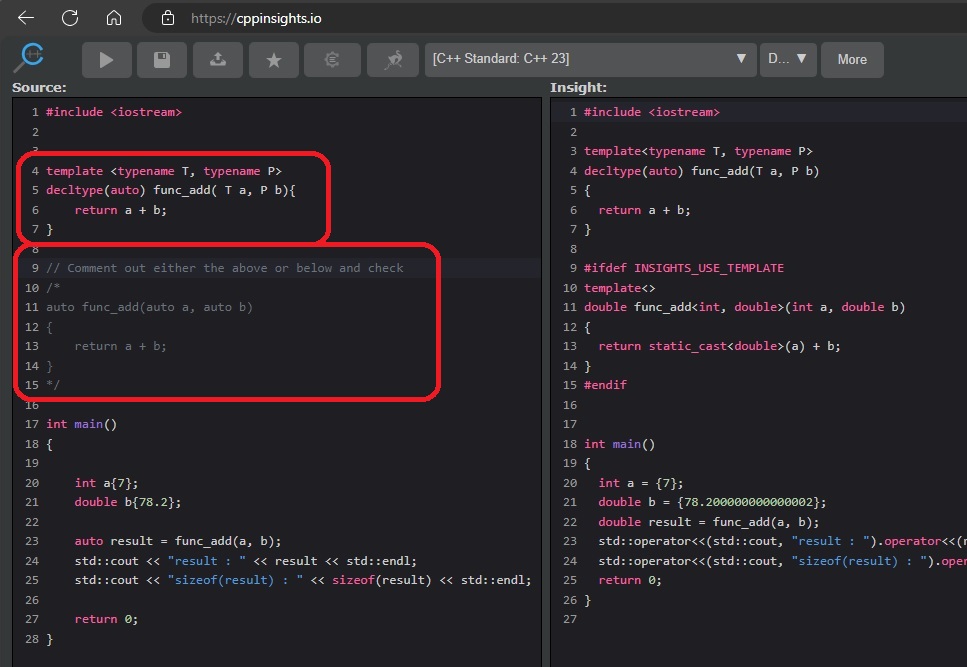 https://cppinsights.io
[C++ Standard: C++ 23] ▼ D... ▼ More
Source:
1 #include <iostream>
2
3
4 template <typename T, typename P>
5 decltype(auto) func_add( T a, P b){
6 return a + b;
7 }
8
9 // Comment out either the above or below and check
10 /*
11 auto func_add(auto a, auto b)
12 {
13 return a + b;
14 }
15 */
16
17 int main()
18 {
19
20 int a{7};
21 double b{78.2};
22
23 auto result = func_add(a, b);
24 std::cout << "result : " << result << std::endl;
25 std::cout << "sizeof(result) : " << sizeof(result) << std::endl;
26
27 return 0;
28 }
Insight:
1 #include <iostream>
2
3 template<typename T, typename P>
4 decltype(auto) func_add(T a, P b)
5 {
6 return a + b;
7 }
8
9 #ifdef INSIGHTS_USE_TEMPLATE
10 template<>
11 double func_add<int, double>(int a, double b)
12 {
13 return static_cast<double>(a) + b;
14 }
15 #endif
16
17
18 int main()
19 {
20 int a = {7};
21 double b = {78.200000000000002};
22 double result = func_add(a, b);
23 std::operator<<(std::cout, "result : ").operator<<(r
24 std::operator<<(std::cout, "sizeof(result) : ").oper
25 return 0;
26 }
27